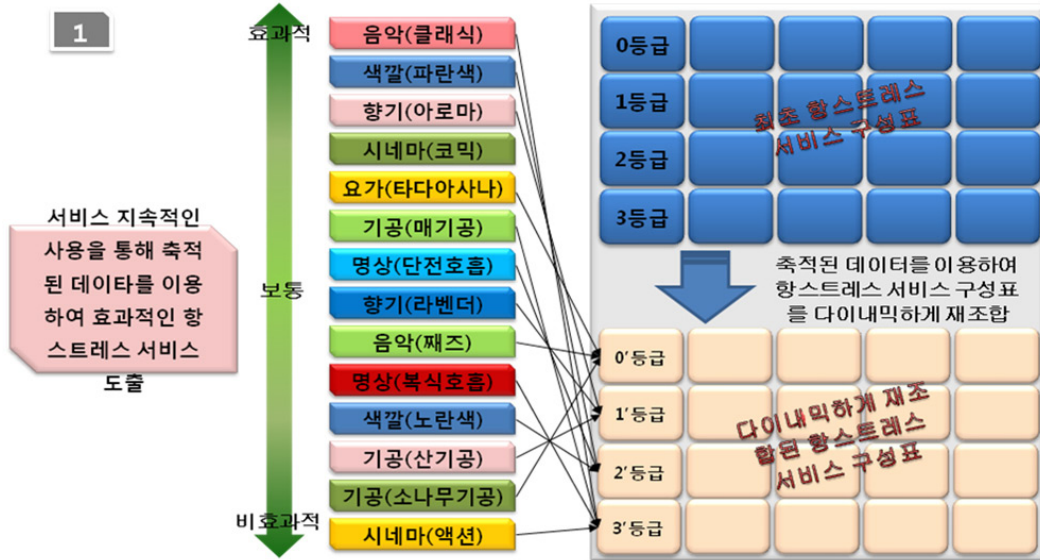 1
효과적
보통
비효과적
서비스 지속적인
사용을 통해 축적
된 데이타를 이용
하여 효과적인 항
스트레스 서비스
도출
음악(클래식)
색깔(파란색)
향기(아로마)
시네마(코믹)
요가(타다아사나)
기공(매기공)
명상(단전호흡)
향기(라벤더)
음악(째즈)
명상(복식호흡)
색깔(노란색)
기공(산기공)
기공(소나무기공)
시네마(액션)
0등급
1등급
2등급
3등급
최초 항스트레스
서비스 구성표
축적된 데이터를 이용하여
항스트레스 서비스 구성표
를 다이내믹하게 재조합
0'등급
1'등급
2'등급
3'등급
다이내믹하게 재조
합된 항스트레스
서비스 구성표